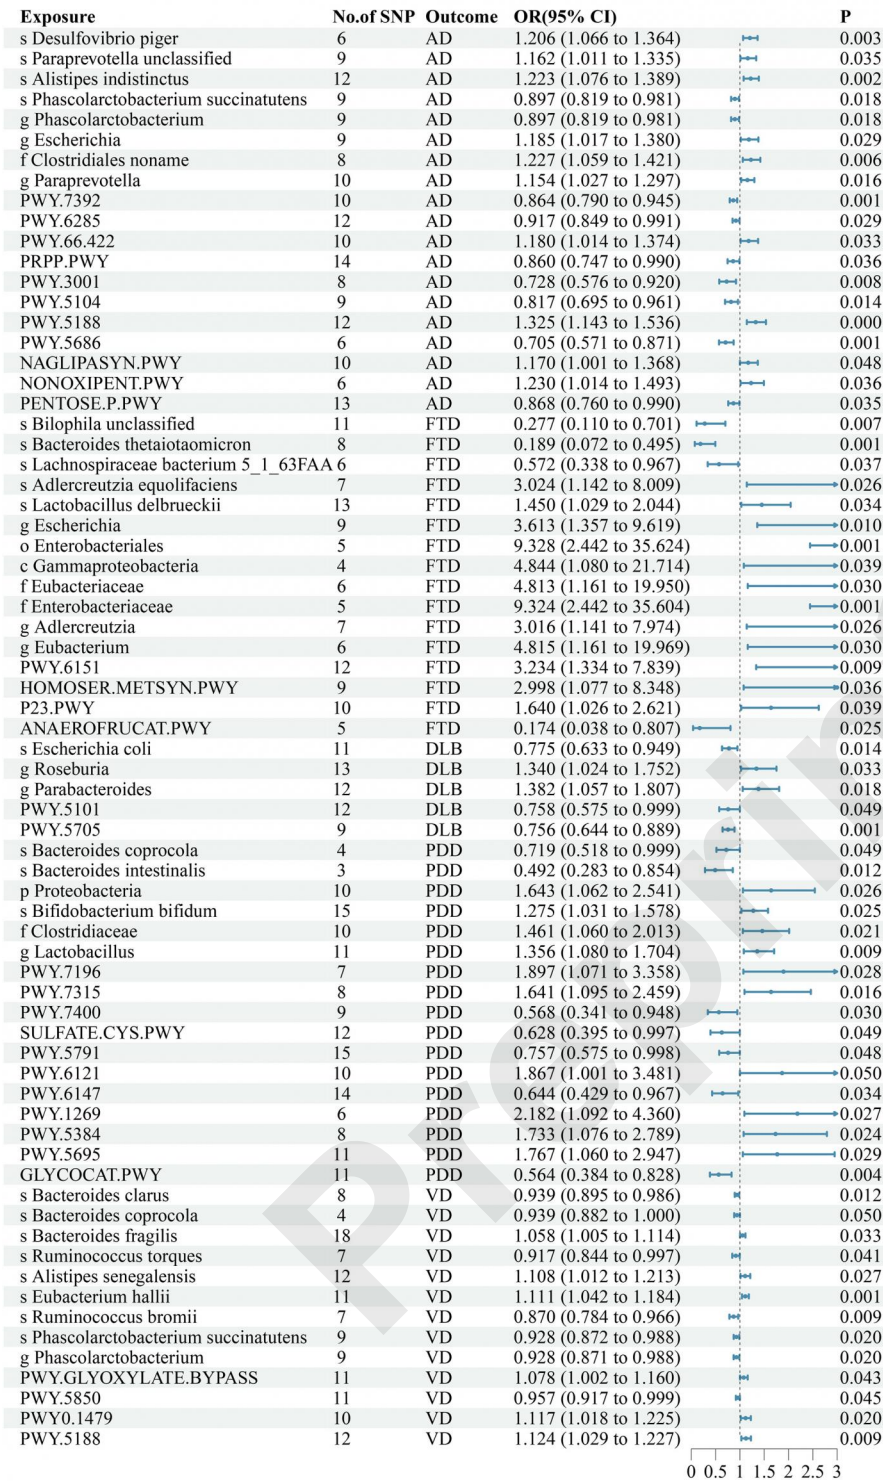 Exposure No.of SNP Outcome OR(95% CI) P
s Desulfovibrio piger 6 AD 1.206 (1.066 to 1.364) 0.003
s Paraprevotella unclassified 9 AD 1.162 (1.011 to 1.335) 0.035
s Alistipes indistinctus 12 AD 1.223 (1.076 to 1.389) 0.002
s Phascolarctobacterium succinatutens 9 AD 0.897 (0.819 to 0.981) 0.018
g Phascolarctobacterium 9 AD 0.897 (0.819 to 0.981) 0.018
g Escherichia 9 AD 1.185 (1.017 to 1.380) 0.029
f Clostridiales noname 8 AD 1.227 (1.059 to 1.421) 0.006
g Paraprevotella 10 AD 1.154 (1.027 to 1.297) 0.016
PWY.7392 10 AD 0.864 (0.790 to 0.945) 0.001
PWY.6285 12 AD 0.917 (0.849 to 0.991) 0.029
PWY.66.422 10 AD 1.180 (1.014 to 1.374) 0.033
PRPP.PWY 14 AD 0.860 (0.747 to 0.990) 0.036
PWY.3001 8 AD 0.728 (0.576 to 0.920) 0.008
PWY.5104 9 AD 0.817 (0.695 to 0.961) 0.014
PWY.5188 12 AD 1.325 (1.143 to 1.536) 0.000
PWY.5686 6 AD 0.705 (0.571 to 0.871) 0.001
NAGLIPASYN.PWY 10 AD 1.170 (1.001 to 1.368) 0.048
NONOXIPENT.PWY 6 AD 1.230 (1.014 to 1.493) 0.036
PENTOSE.P.PWY 13 AD 0.868 (0.760 to 0.990) 0.035
s Bilophila unclassified 11 FTD 0.277 (0.110 to 0.701) 0.007
s Bacteroides thetaiotaomicron 8 FTD 0.189 (0.072 to 0.495) 0.001
s Lachnospiraceae bacterium 5_1_63FAA 6 FTD 0.572 (0.338 to 0.967) 0.037
s Adlercreutzia equolifaciens 7 FTD 3.024 (1.142 to 8.009) 0.026
s Lactobacillus delbrueckii 13 FTD 1.450 (1.029 to 2.044) 0.034
g Escherichia 9 FTD 3.613 (1.357 to 9.619) 0.010
o Enterobacteriales 5 FTD 9.328 (2.442 to 35.624) 0.001
c Gammaproteobacteria 4 FTD 4.844 (1.080 to 21.714) 0.039
f Eubacteriaceae 6 FTD 4.813 (1.161 to 19.950) 0.030
f Enterobacteriaceae 5 FTD 9.324 (2.442 to 35.604) 0.001
g Adlercreutzia 7 FTD 3.016 (1.141 to 7.974) 0.026
g Eubacterium 6 FTD 4.815 (1.161 to 19.969) 0.030
PWY.6151 12 FTD 3.234 (1.334 to 7.839) 0.009
HOMOSER.METSYN.PWY 9 FTD 2.998 (1.077 to 8.348) 0.036
P23.PWY 10 FTD 1.640 (1.026 to 2.621) 0.039
ANAEROFRUCAT.PWY 5 FTD 0.174 (0.038 to 0.807) 0.025
s Escherichia coli 11 DLB 0.775 (0.633 to 0.949) 0.014
g Roseburia 13 DLB 1.340 (1.024 to 1.752) 0.033
g Parabacteroides 12 DLB 1.382 (1.057 to 1.807) 0.018
PWY.5101 12 DLB 0.758 (0.575 to 0.999) 0.049
PWY.5705 9 DLB 0.756 (0.644 to 0.889) 0.001
s Bacteroides coprocola 4 PDD 0.719 (0.518 to 0.999) 0.049
s Bacteroides intestinalis 3 PDD 0.492 (0.283 to 0.854) 0.012
p Proteobacteria 10 PDD 1.643 (1.062 to 2.541) 0.026
s Bifidobacterium bifidum 15 PDD 1.275 (1.031 to 1.578) 0.025
f Clostridiaceae 10 PDD 1.461 (1.060 to 2.013) 0.021
g Lactobacillus 11 PDD 1.356 (1.080 to 1.704) 0.009
PWY.7196 7 PDD 1.897 (1.071 to 3.358) 0.028
PWY.7315 8 PDD 1.641 (1.095 to 2.459) 0.016
PWY.7400 9 PDD 0.568 (0.341 to 0.948) 0.030
SULFATE.CYS.PWY 12 PDD 0.628 (0.395 to 0.997) 0.049
PWY.5791 15 PDD 0.757 (0.575 to 0.998) 0.048
PWY.6121 10 PDD 1.867 (1.001 to 3.481) 0.050
PWY.6147 14 PDD 0.644 (0.429 to 0.967) 0.034
PWY.1269 6 PDD 2.182 (1.092 to 4.360) 0.027
PWY.5384 8 PDD 1.733 (1.076 to 2.789) 0.024
PWY.5695 11 PDD 1.767 (1.060 to 2.947) 0.029
GLYCOCAT.PWY 11 PDD 0.564 (0.384 to 0.828) 0.004
s Bacteroides clarus 8 VD 0.939 (0.895 to 0.986) 0.012
s Bacteroides coprocola 4 VD 0.939 (0.882 to 1.000) 0.050
s Bacteroides fragilis 18 VD 1.058 (1.005 to 1.114) 0.033
s Ruminococcus torques 7 VD 0.917 (0.844 to 0.997) 0.041
s Alistipes senegalensis 12 VD 1.108 (1.012 to 1.213) 0.027
s Eubacterium hallii 11 VD 1.111 (1.042 to 1.184) 0.001
s Ruminococcus bromii 7 VD 0.870 (0.784 to 0.966) 0.009
s Phascolarctobacterium succinatutens 9 VD 0.928 (0.872 to 0.988) 0.020
g Phascolarctobacterium 9 VD 0.928 (0.871 to 0.988) 0.020
PWY.GLYOXYLATE.BYPASS 11 VD 1.078 (1.002 to 1.160) 0.043
PWY.5850 11 VD 0.957 (0.917 to 0.999) 0.045
PWY0.1479 10 VD 1.117 (1.018 to 1.225) 0.020
PWY.5188 12 VD 1.124 (1.029 to 1.227) 0.009
0 0.5 1 1.5 2 2.5 3